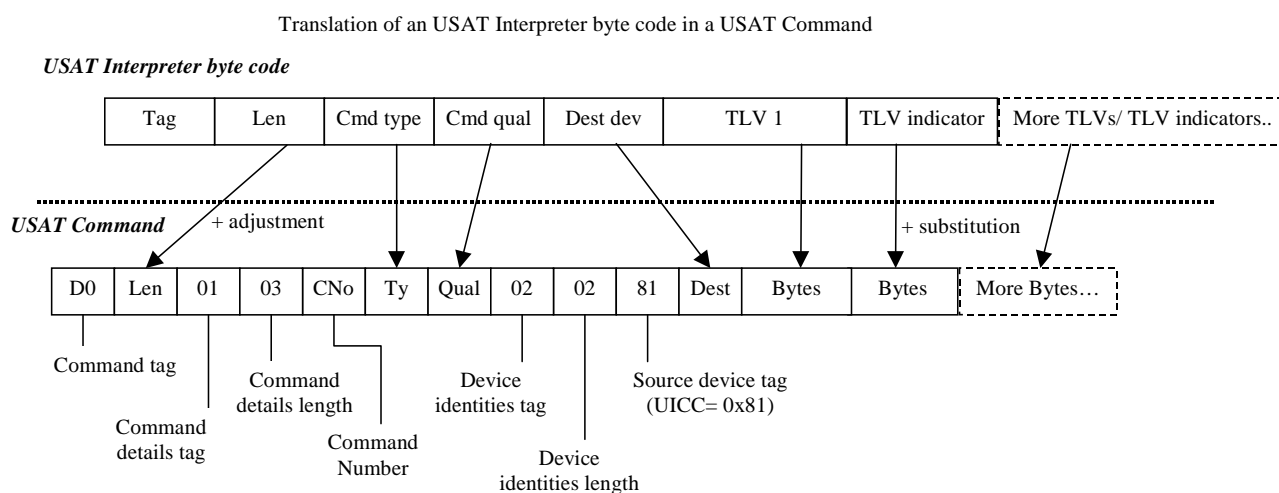 Translation of an USAT Interpreter byte code in a USAT Command
USAT Interpreter byte code
Tag Len Cmd type Cmd qual Dest dev TLV 1 TLV indicator More TLVs/ TLV indicators..
USAT Command + adjustment + substitution
D0 Len 01 03 CNo Ty Qual 02 02 81 Dest Bytes Bytes More Bytes…
Command tag
Command
details tag
Command
details length
Command
Number
Device
identities tag
Device
identities length
Source device tag
(UICC= 0x81)